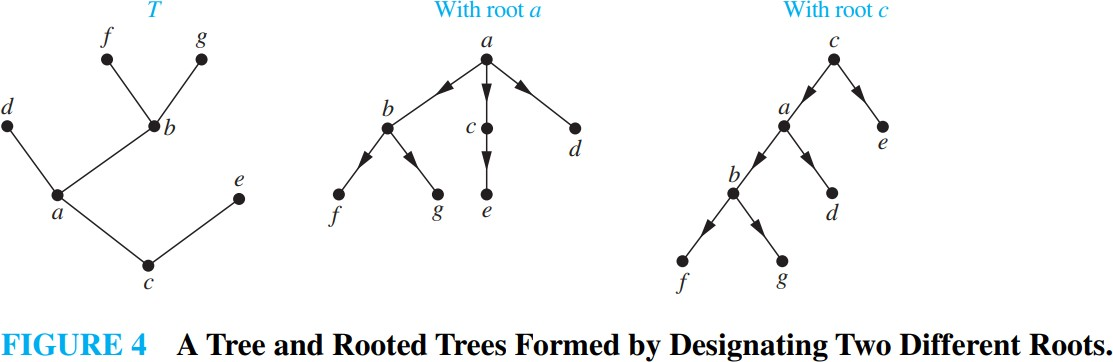 T With root a With root c
f g a c
d b b c d a e
a e f g e b d
c f g
FIGURE 4 A Tree and Rooted Trees Formed by Designating Two Different Roots.